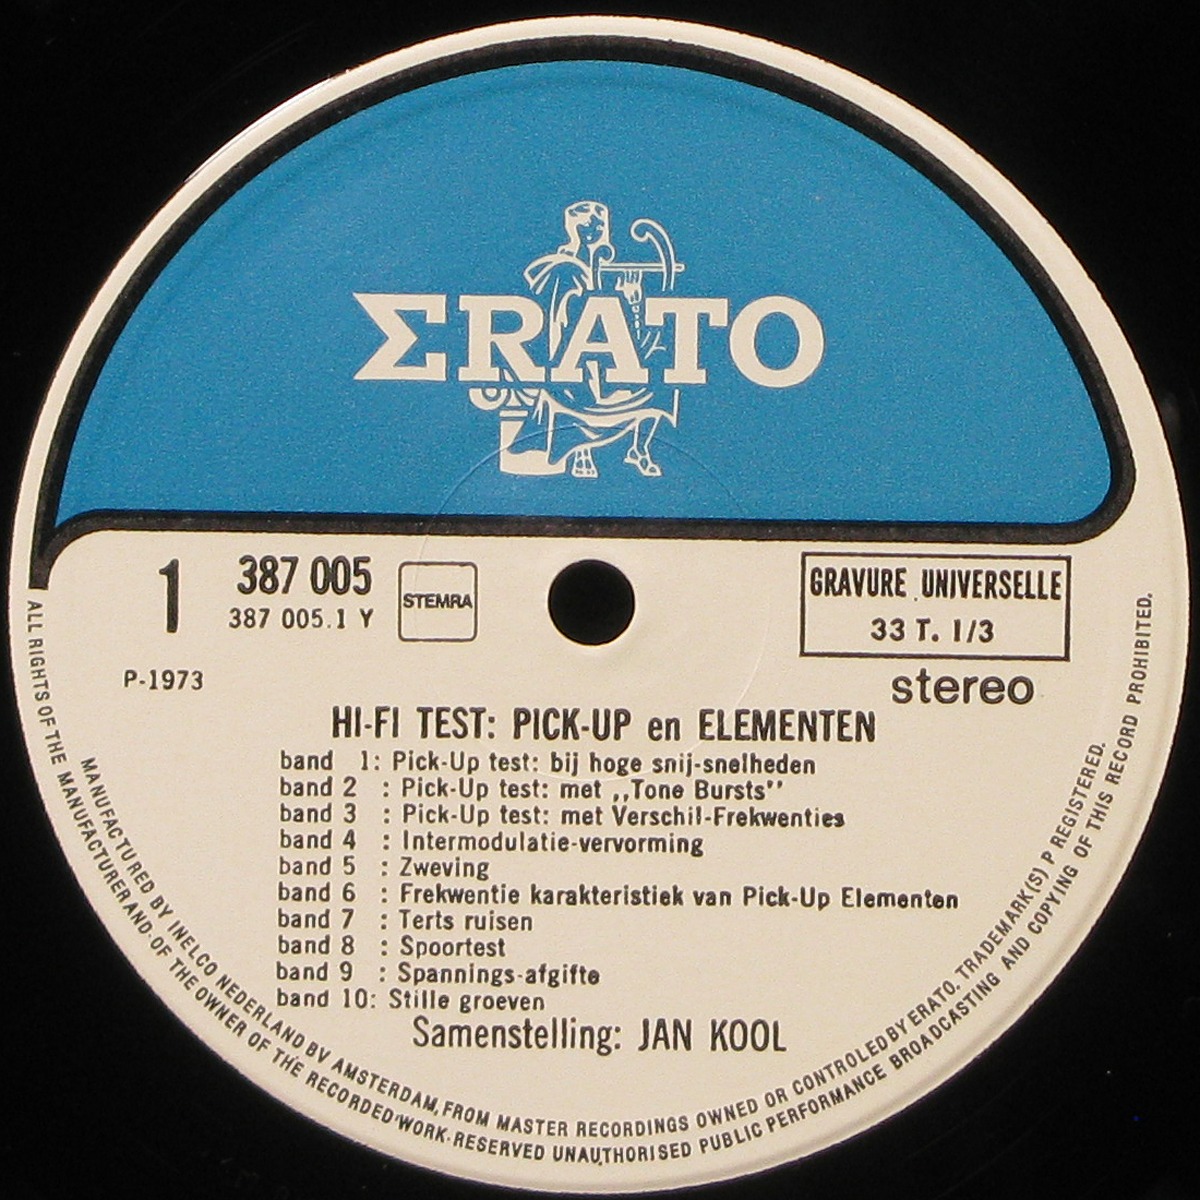 ΣRATO
1
387 005
387 005.1 Y
STEMRA
GRAVURE UNIVERSELLE
33 T. 1/3
P-1973
stereo
HI-FI TEST: PICK-UP en ELEMENTEN
band 1: Pick-Up test: bij hoge snij-snelheden
band 2 : Pick-Up test: met ,,Tone Bursts''
band 3 : Pick-Up test: met Verschil-Frekwenties
band 4 : Intermodulatie-vervorming
band 5 : Zweving
band 6 : Frekwentie karakteristiek van Pick-Up Elementen
band 7 : Terts ruisen
band 8 : Spoortest
band 9 : Spannings-afgifte
band 10: Stille groeven
Samenstelling: JAN KOOL
MANUFACTURED BY INELCO NEDERLAND BV AMSTERDAM, FROM MASTER RECORDINGS OWNED OR CONTROLED BY ERATO. TRADEMARK(S) P REGISTERED.
ALL RIGHTS OF THE MANUFACTURER AND·OF THE OWNER OF THE RECORDED WORK·RESERVED UNAUTHORISED PUBLIC PERFORMANCE BROADCASTING AND COPYING OF THIS RECORD PROHIBITED.